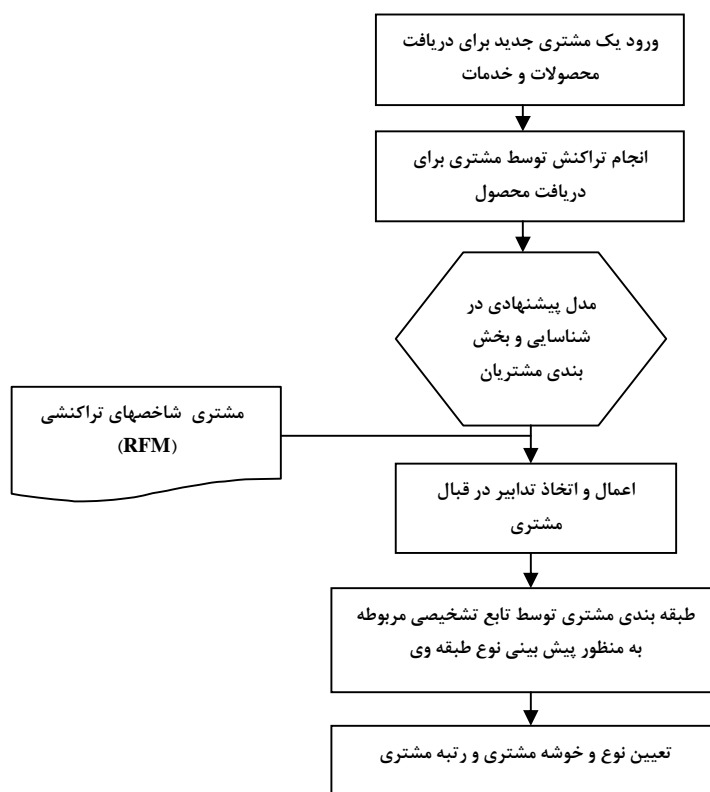 ورود یک مشتری جدید برای دریافت
محصولات و خدمات
انجام تراکنش توسط مشتری برای
دریافت محصول
مدل پیشنهادی در
شناسایی و بخش
بندی مشتریان
مشتری شاخصهای تراکنشی
(RFM)
اعمال و اتخاذ تدابیر در قبال
مشتری
طبقه بندی مشتری توسط تابع تشخیصی مربوطه
به منظور پیش بینی نوع طبقه وی
تعیین نوع و خوشه مشتری و رتبه مشتری